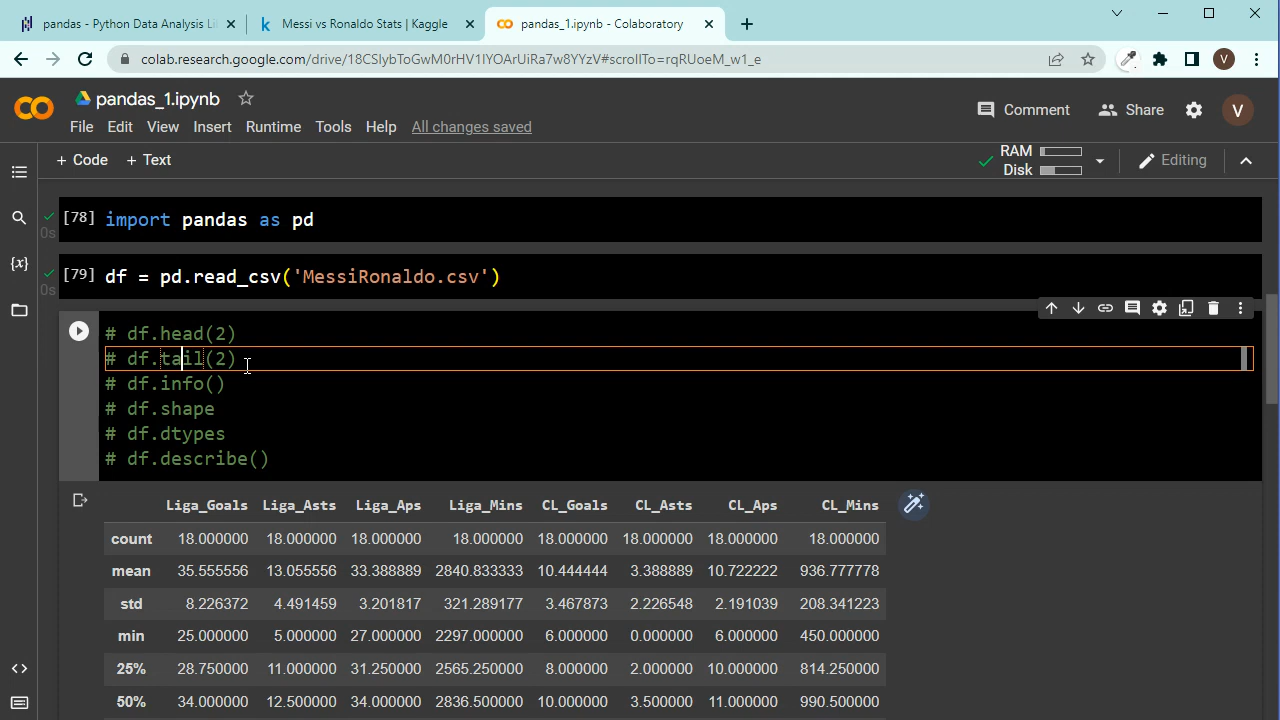 pandas - Python Data Analysis Li
Messi vs Ronaldo Stats | Kaggle
pandas_1.ipynb - Colaboratory
colab.research.google.com/drive/18CSlybToGwM0rHV1IYOArUiRa7w8YYzV#scrollTo=rqRUoeM_w1_e
V
pandas_1.ipynb
Comment
Share
V
File Edit View Insert Runtime Tools Help All changes saved
+ Code + Text
RAM
Disk
Editing
[78] import pandas as pd
0s
[79] df = pd.read_csv('MessiRonaldo.csv')
0s
# df.head(2)
# df.tail(2)
# df.info()
# df.shape
# df.dtypes
# df.describe()
Liga_Goals Liga_Asts Liga_Aps Liga_Mins CL_Goals CL_Asts CL_Aps CL_Mins
count 18.000000 18.000000 18.000000 18.000000 18.000000 18.000000 18.000000 18.000000
mean 35.555556 13.055556 33.388889 2840.833333 10.444444 3.388889 10.722222 936.777778
std 8.226372 4.491459 3.201817 321.289177 3.467873 2.226548 2.191039 208.341223
min 25.000000 5.000000 27.000000 2297.000000 6.000000 0.000000 6.000000 450.000000
25% 28.750000 11.000000 31.250000 2565.250000 8.000000 2.000000 10.000000 814.250000
50% 34.000000 12.500000 34.000000 2836.500000 10.000000 3.500000 11.000000 990.500000